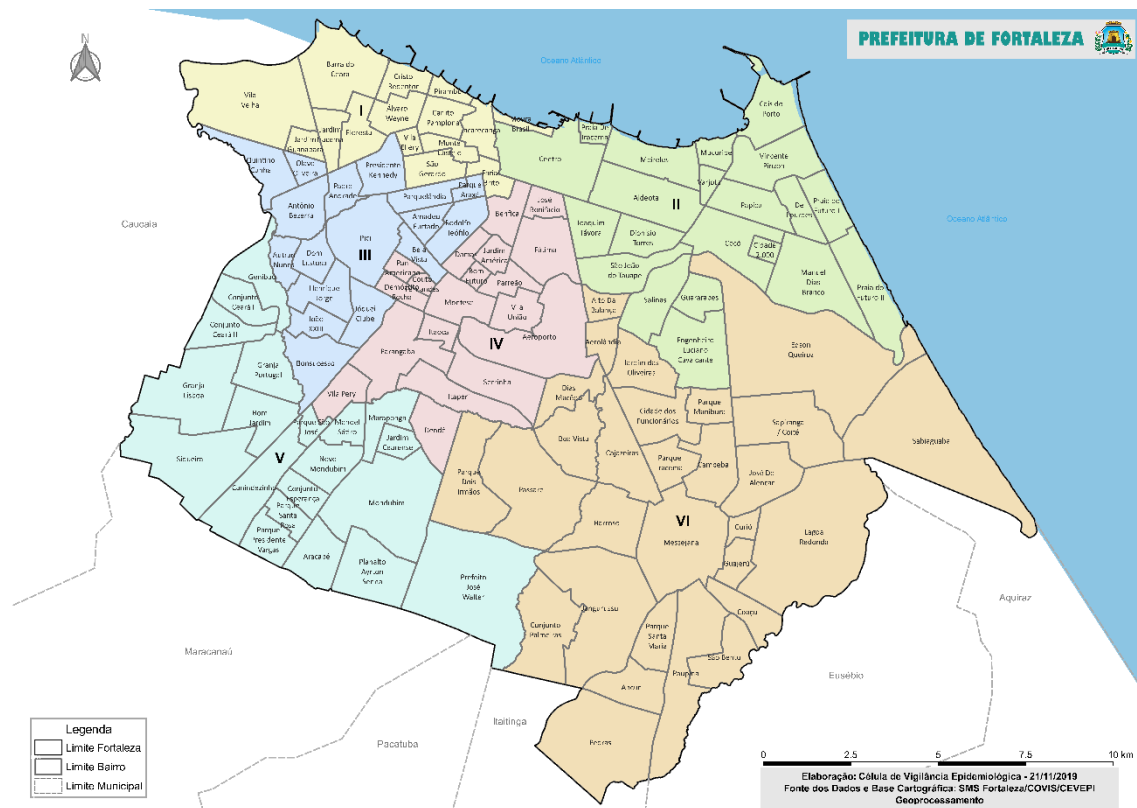 N
PREFEITURA DE FORTALEZA
Oceano Atlântico
Barra do
Ceará
Vila
Velha
Cristo
Redentor
Pirambu
I
Álvaro
Weyne
Carlito
Pamplona
Jacarecanga
Moura
Brasil
Floresta
Jardim
Iracema
Jardim
Guanabara
Vila
Ellery
Monte
Castelo
São
Gerardo
Farias
Brito
Cais do
Porto
Praia De
Iracema
Centro
Meireles
Mucuripe
Vincente
Pinzon
Varjota
Aldeota
II
Papicu
De
Lourdes
Praia do
Futuro I
Joaquim
Távora
Dionísio
Torres
Cocó
Cidade
2.000
São João
do Tauape
Manuel
Dias
Branco
Praia do
Futuro II
Salinas
Guararapes
Engenheiro
Luciano
Cavalcante
Oceano Atlântico
Caucaia
Quintino
Cunha
Olavo
Oliveira
Presidente
Kennedy
Padre
Andrade
Parquelândia
Parque
Araxá
Antônio
Bezerra
Amadeu
Furtado
Rodolfo
Teófilo
Pici
III
Bela
Vista
Autran
Nunes
Dom
Lustosa
Henrique
Jorge
João
XXIII
Jóquei
Clube
Bonsucesso
Benfica
José
Bonifácio
Fátima
Damas
Jardim
América
Bom
Futuro
Parreão
Pan
Americano
Couto
Fernandes
Demócrito
Rocha
Montese
Vila
União
Itaoca
IV
Aeroporto
Parangaba
Serrinha
Itaperi
Vila Pery
Dendê
Genibaú
Conjunto
Ceará I
Conjunto
Ceará II
Granja
Portugal
Granja
Lisboa
Bom
Jardim
Siqueira
V
Parque São
José
Manoel
Sátiro
Maraponga
Jardim
Cearense
Novo
Mondubim
Canindezinho
Conjunto
Esperança
Parque
Santa
Rosa
Mondubim
Parque
Presidente
Vargas
Aracapé
Planalto
Ayrton
Senna
Prefeito
José
Walter
Alto Da
Balança
Aerolândia
Jardim das
Oliveiras
Edson
Queiroz
Dias
Macêdo
Cidade dos
Funcionários
Parque
Manibura
Boa Vista
Cajazeiras
Parque
Iracema
Cambeba
Sapiranga
/ Coité
Sabiaguaba
José De
Alencar
Parque
Dois
Irmãos
Passaré
Barroso
VI
Messejana
Curió
Guajerú
Lagoa
Redonda
Jangurussu
Conjunto
Palmeiras
Parque
Santa
Maria
Coaçu
São Bento
Paupina
Ancuri
Pedras
Aquiraz
Eusébio
Maracanaú
Pacatuba
Itaitinga
Legenda
Limite Fortaleza
Limite Bairro
Limite Municipal
0 2.5 5 7.5 10 km
Elaboração: Célula de Vigilância Epidemiológica - 21/11/2019
Fonte dos Dados e Base Cartográfica: SMS Fortaleza/COVIS/CEVEPI
Geoprocessamento